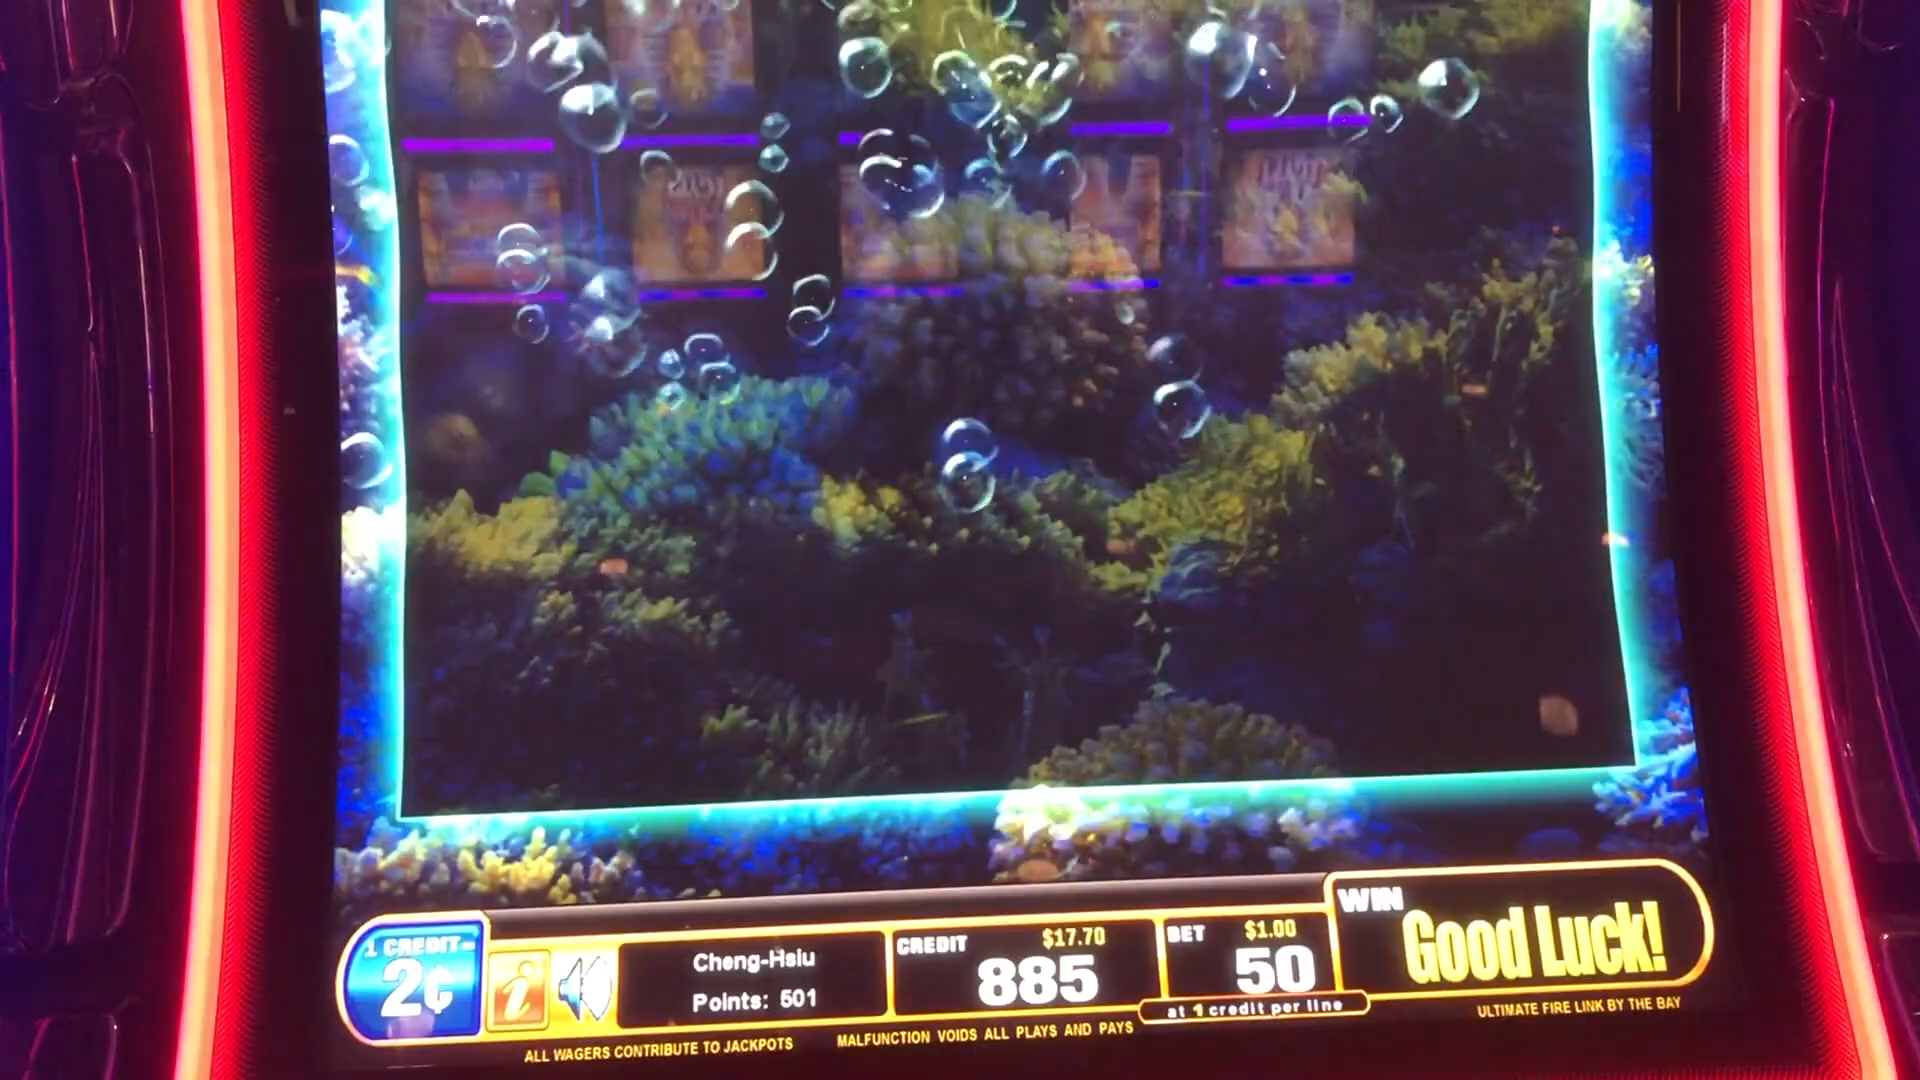 1 CREDIT =
2¢
i
Cheng-Hsiu
Points: 501
CREDIT
$17.70
885
BET
$1.00
50
at 1 credit per line
WIN
Good Luck!
ULTIMATE FIRE LINK BY THE BAY
ALL WAGERS CONTRIBUTE TO JACKPOTS
MALFUNCTION VOIDS ALL PLAYS AND PAYS